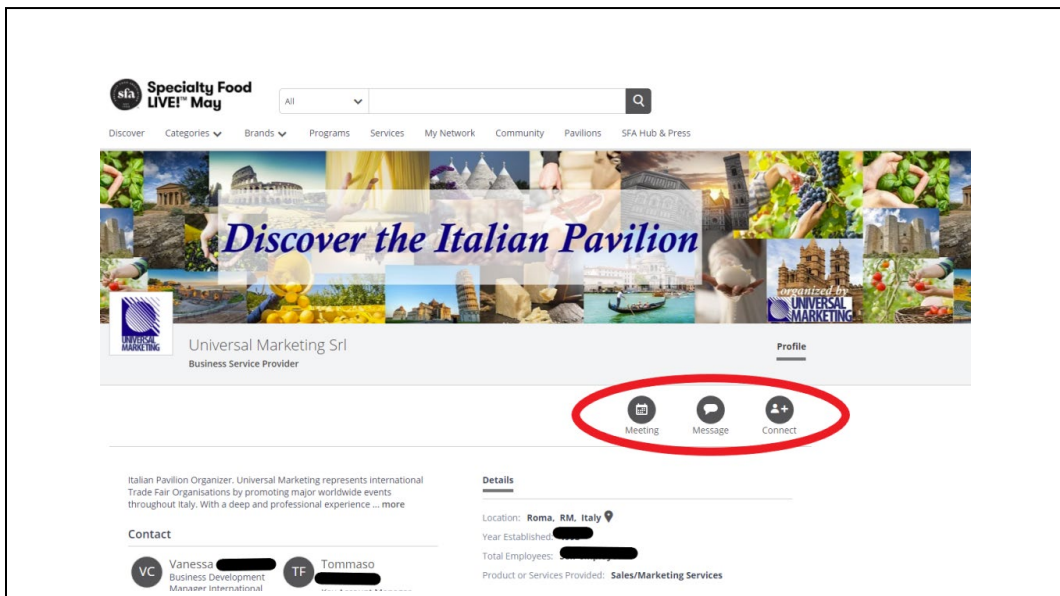 sfa
Specialty Food
LIVE!™ May
All
Discover Categories Brands Programs Services My Network Community Pavilions SFA Hub & Press
Discover the Italian Pavilion
organized by
UNIVERSAL
MARKETING
UNIVERSAL
MARKETING
Universal Marketing Srl
Business Service Provider
Profile
Meeting Message Connect
Italian Pavilion Organizer. Universal Marketing represents international
Trade Fair Organisations by promoting major worldwide events
throughout Italy. With a deep and professional experience ... more
Contact
VC
Vanessa
Business Development
Manager International
TF
Tommaso
Key Account Manager
Details
Location: Roma, RM, Italy
Year Established:
Total Employees:
Product or Services Provided: Sales/Marketing Services